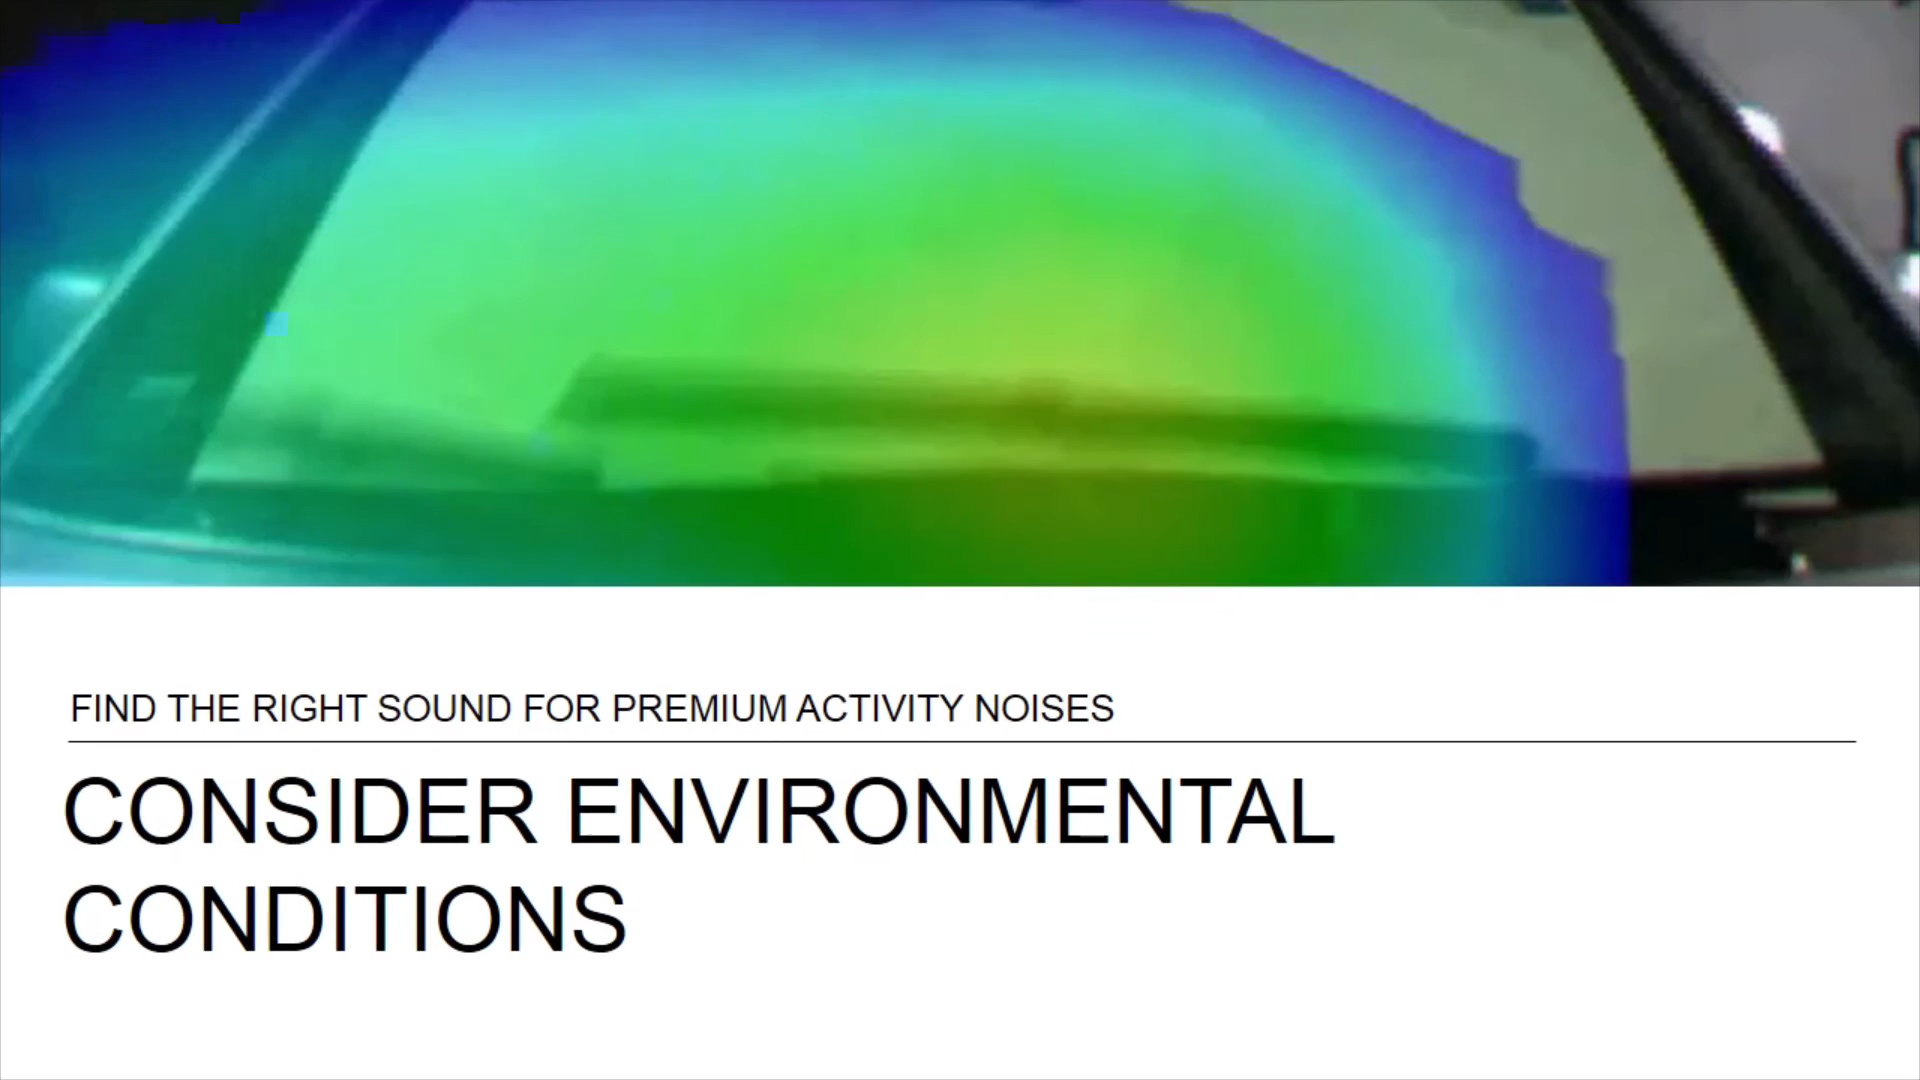 FIND THE RIGHT SOUND FOR PREMIUM ACTIVITY NOISES
CONSIDER ENVIRONMENTAL
CONDITIONS